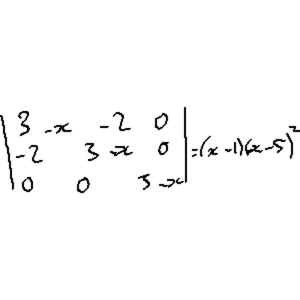 | 3 -x  -2  0 |
| -2  3 -x  0 | = (x-1)(x-5)²
| 0  0  5 -x |